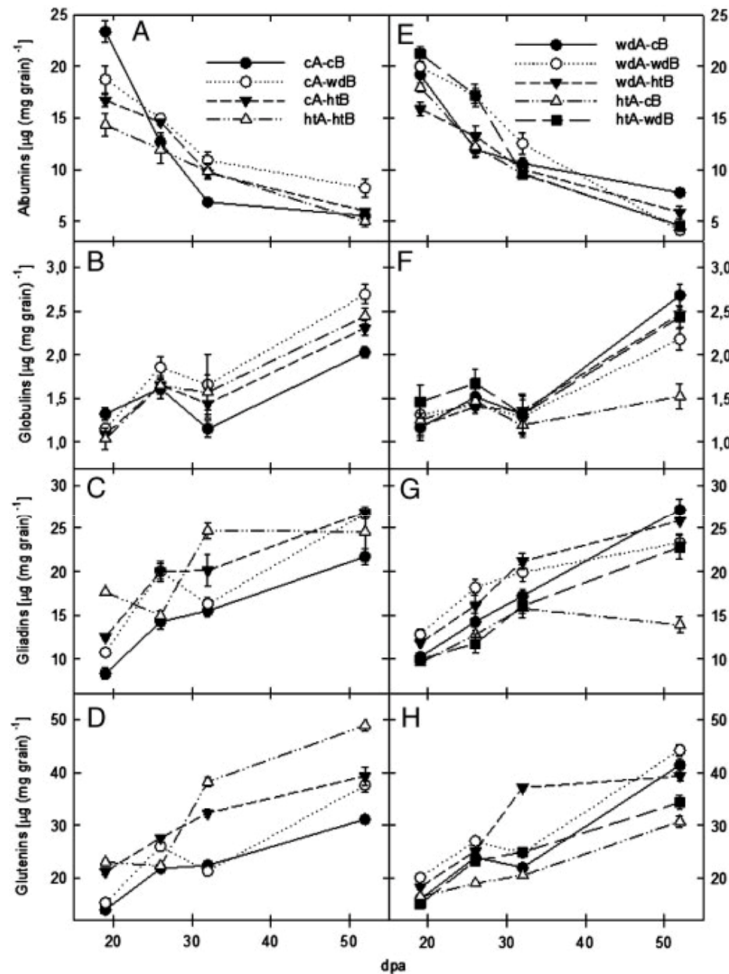 A
cA-cB
cA-wdB
cA-htB
htA-htB
Albumins [µg (mg grain) -1]
25
20
15
10
5
E
wdA-cB
wdA-wdB
wdA-htB
htA-cB
htA-wdB
25
20
15
10
5
B
Globulins [µg (mg grain) -1]
3,0
2,5
2,0
1,5
1,0
F
3,0
2,5
2,0
1,5
1,0
C
Gliadins [µg (mg grain) -1]
30
25
20
15
10
G
30
25
20
15
10
D
Glutenins [µg (mg grain) -1]
50
40
30
20
H
50
40
30
20
20 30 40 50 20 30 40 50
dpa